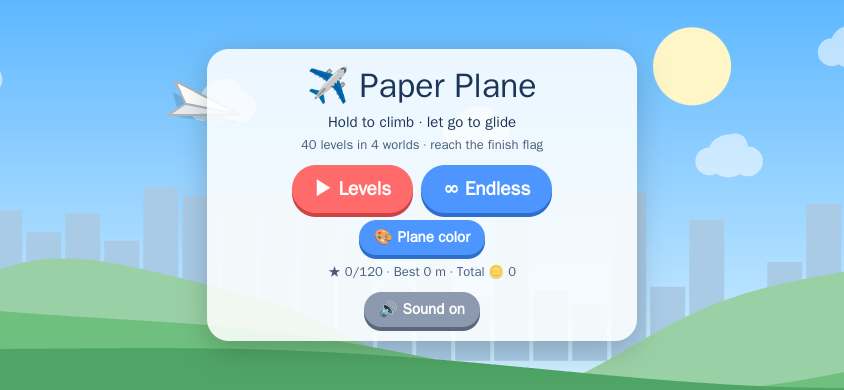 ✈️ Paper Plane
Hold to climb · let go to glide
40 levels in 4 worlds · reach the finish flag
▶ Levels
∞ Endless
🎨 Plane color
★ 0/120 · Best 0 m · Total 🪙 0
🔊 Sound on